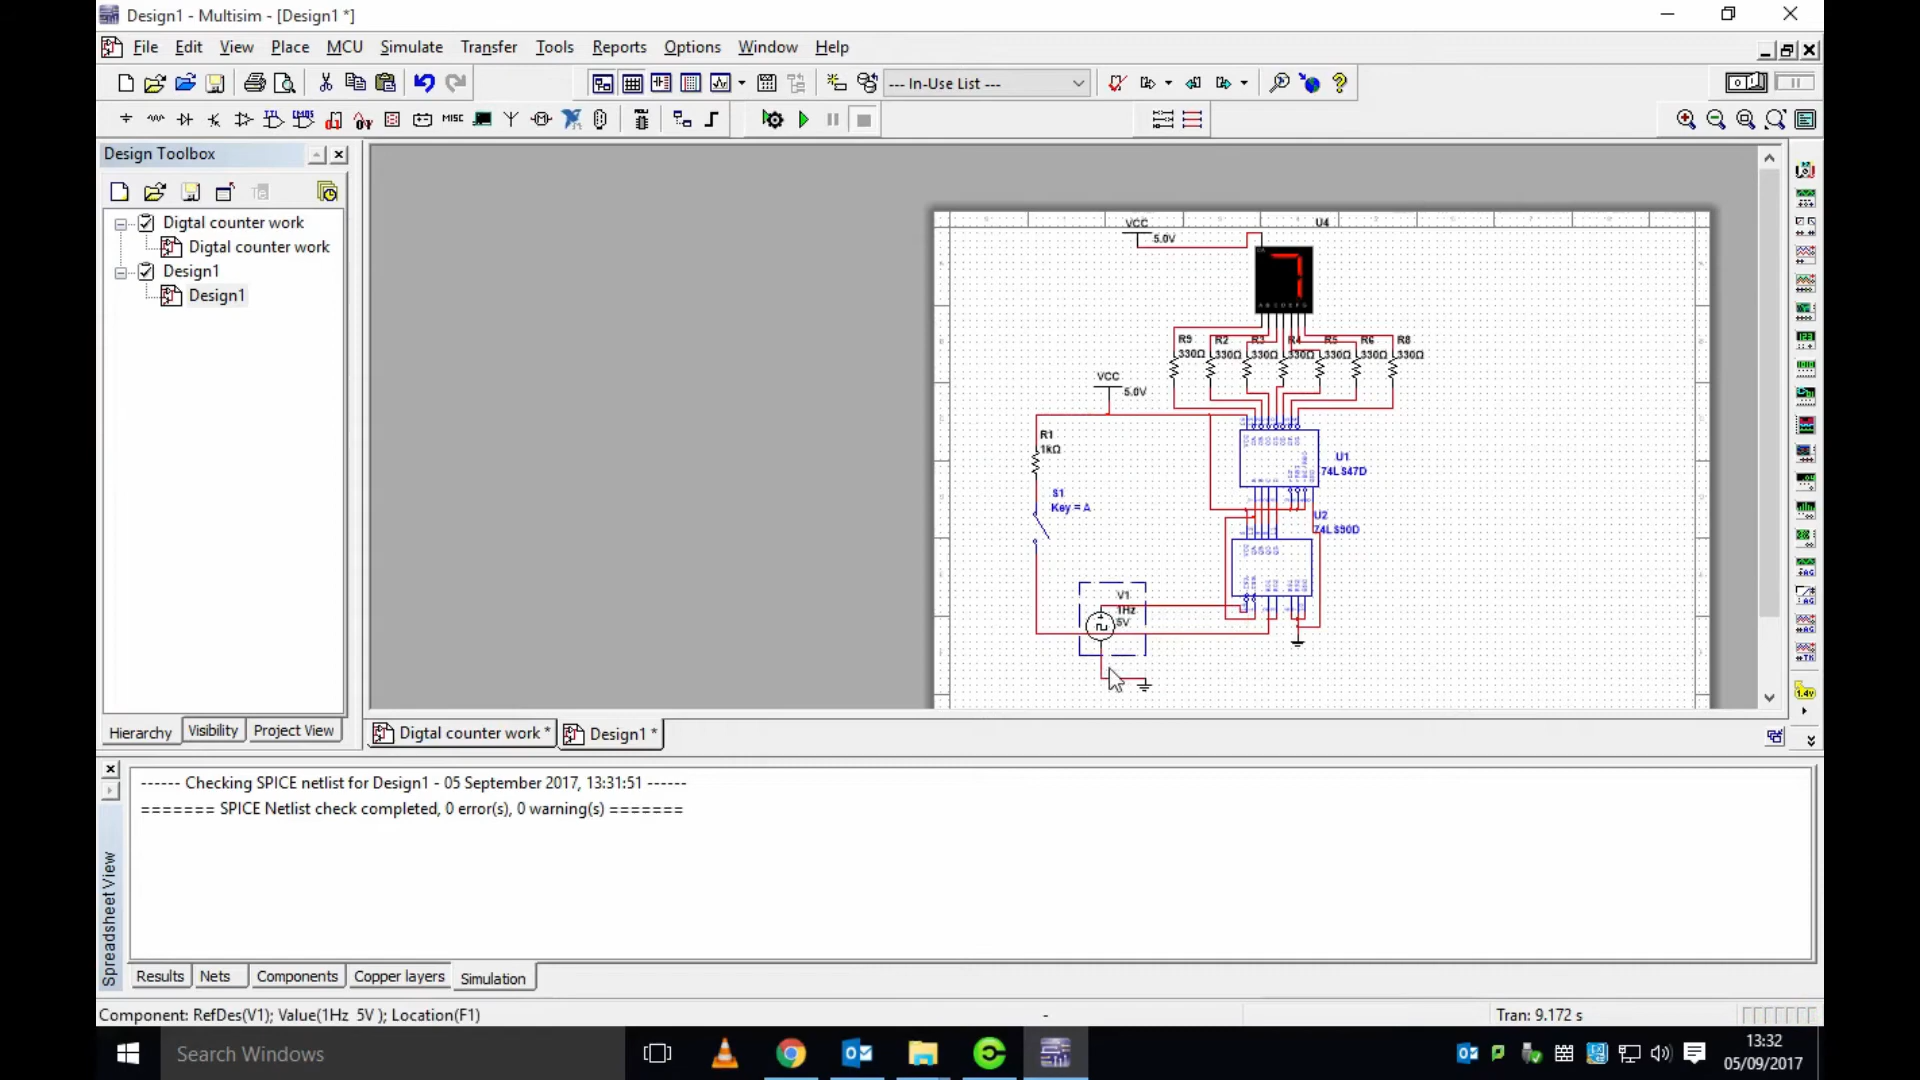 Design1 - Multisim - [Design1 *]
File Edit View Place MCU Simulate Transfer Tools Reports Options Window Help
--- In-Use List ---
MISC
Design Toolbox
Digtal counter work
Digtal counter work
Design1
Design1
Hierarchy Visibility Project View
VCC
5.0V
U4
A B C D E F G
R9 R2 R3 R4 R5 R6 R8
330Ω 330Ω 330Ω 330Ω 330Ω 330Ω 330Ω
VCC
5.0V
R1
1kΩ
U1
74LS47D
S1
Key = A
U2
74LS90D
V1
1Hz
5V
Digtal counter work * Design1 *
------ Checking SPICE netlist for Design1 - 05 September 2017, 13:31:51 ------
======= SPICE Netlist check completed, 0 error(s), 0 warning(s) =======
Spreadsheet View
Results Nets Components Copper layers Simulation
Component: RefDes(V1); Value(1Hz 5V ); Location(F1)
-
Tran: 9.172 s
Search Windows
13:32
05/09/2017